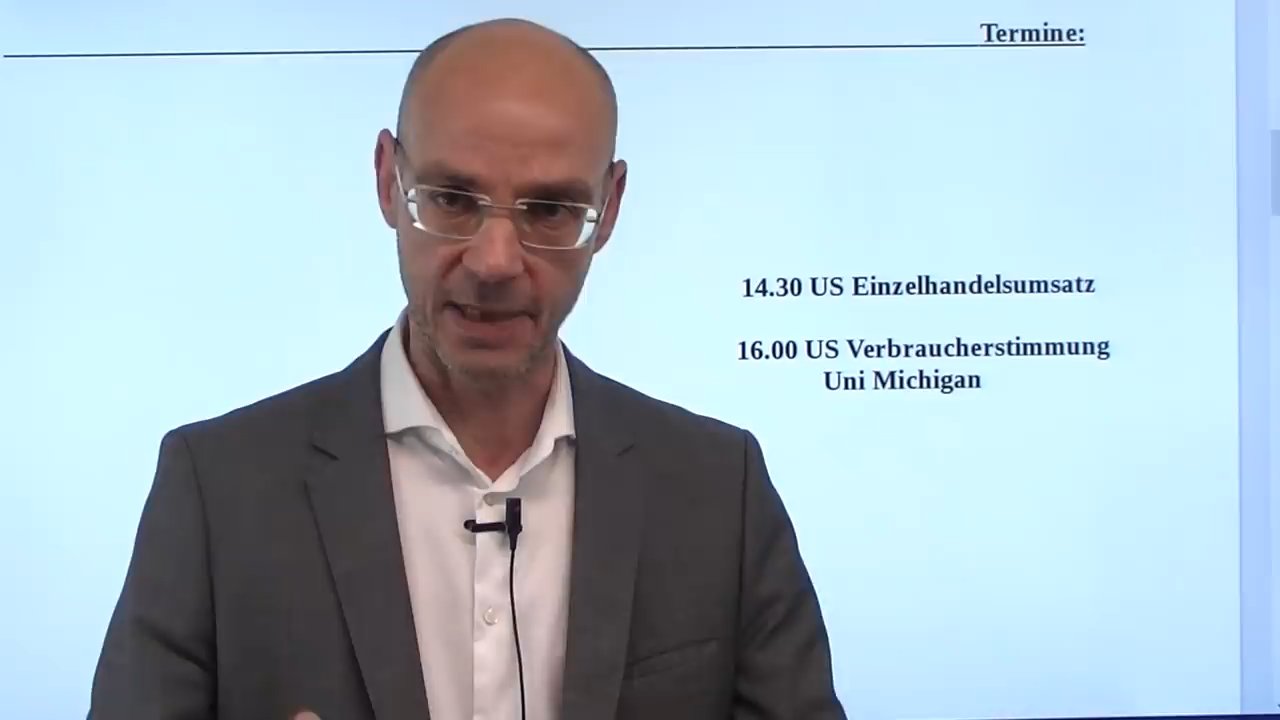 Termine:
14.30 US Einzelhandelsumsatz
16.00 US Verbraucherstimmung
Uni Michigan